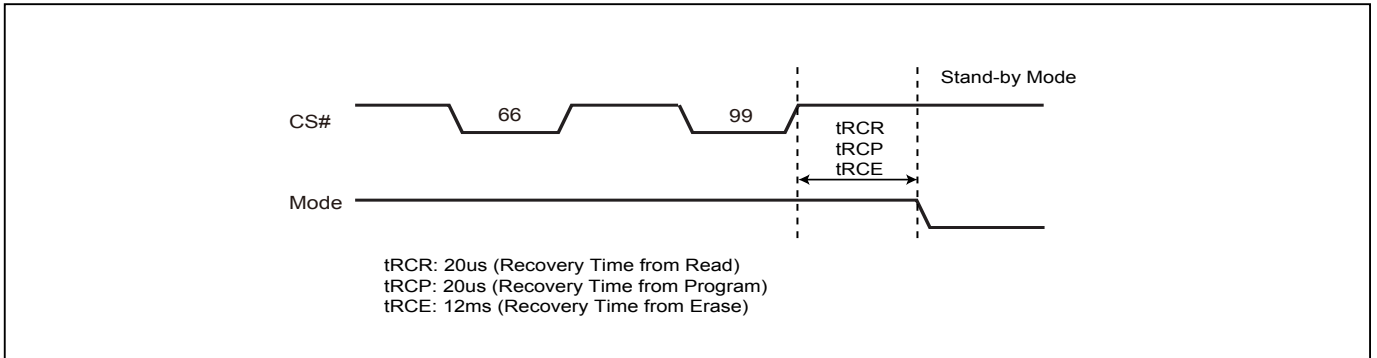 Stand-by Mode
CS#
66
99
tRCR
tRCP
tRCE
Mode
tRCR: 20us (Recovery Time from Read)
tRCP: 20us (Recovery Time from Program)
tRCE: 12ms (Recovery Time from Erase)